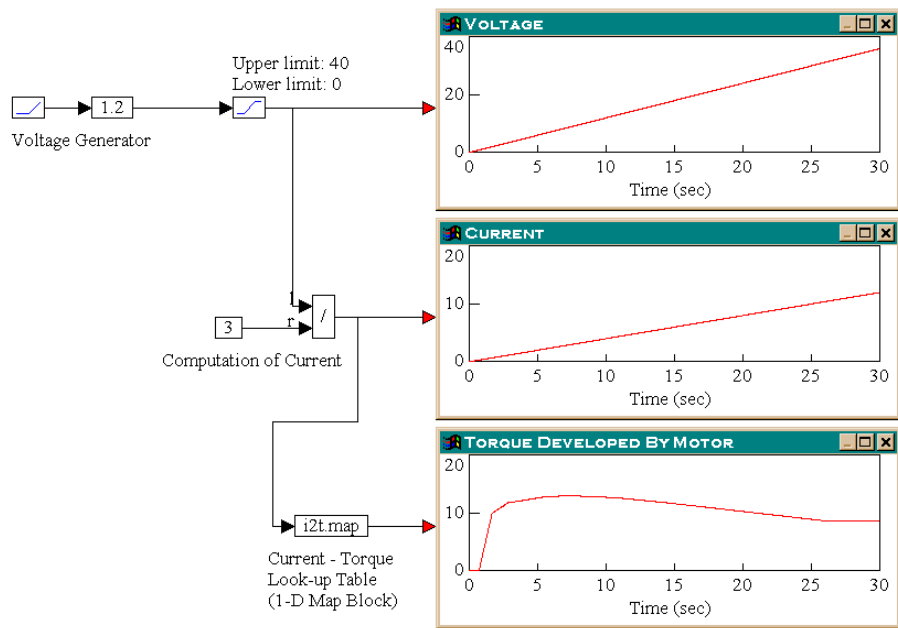 VOLTAGE
40
20
0
0 5 10 15 20 25 30
Time (sec)
Upper limit: 40
Lower limit: 0
1.2
Voltage Generator
CURRENT
20
10
0
0 5 10 15 20 25 30
Time (sec)
l
r
/
3
Computation of Current
TORQUE DEVELOPED BY MOTOR
20
10
0
0 5 10 15 20 25 30
Time (sec)
i2t.map
Current - Torque
Look-up Table
(1-D Map Block)